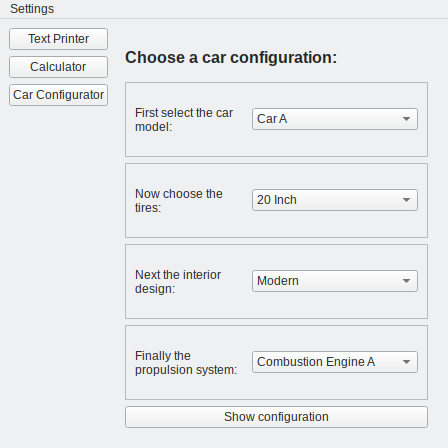 Settings
Text Printer
Calculator
Car Configurator
Choose a car configuration:
First select the car
model:
Car A
Now choose the
tires:
20 Inch
Next the interior
design:
Modern
Finally the
propulsion system:
Combustion Engine A
Show configuration